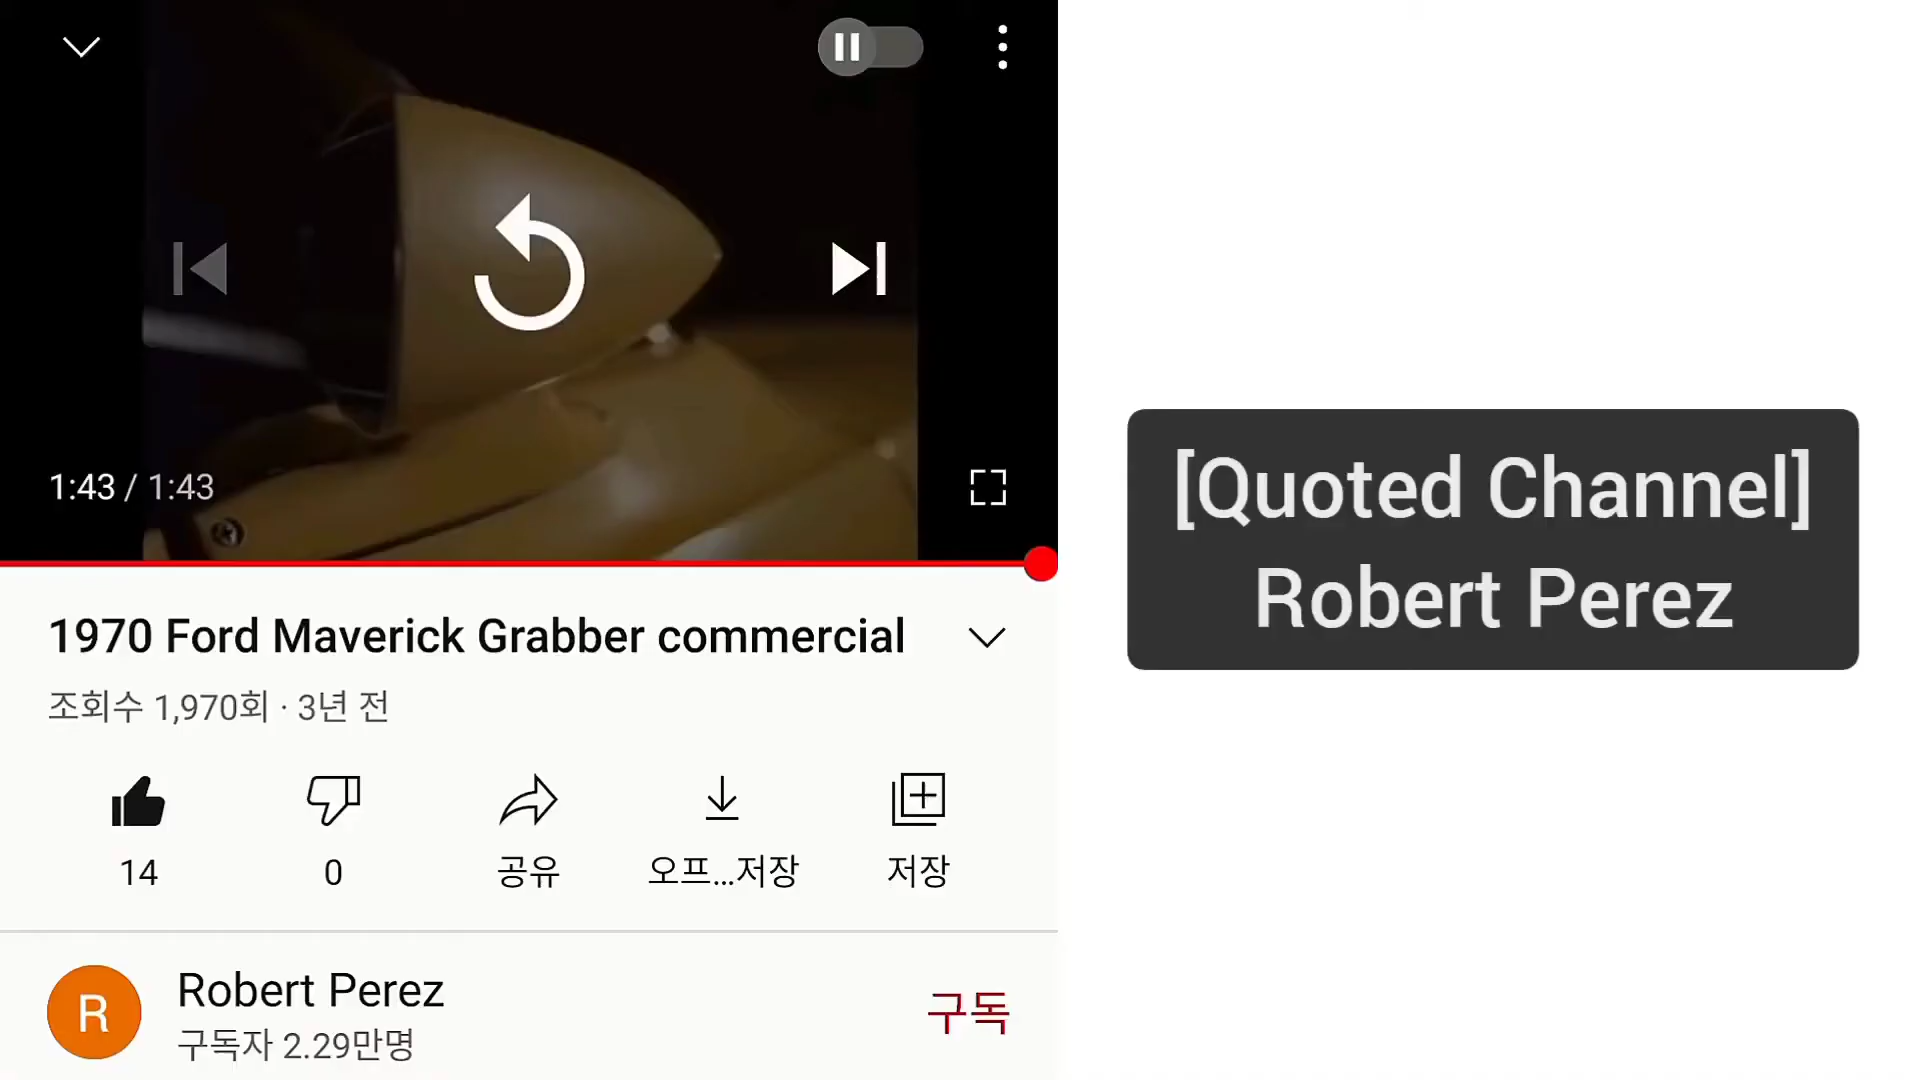 1:43 / 1:43
1970 Ford Maverick Grabber commercial
조회수 1,970회 · 3년 전
14
0
공유
오프...저장
저장
R
Robert Perez
구독자 2.29만명
구독
[Quoted Channel]
Robert Perez